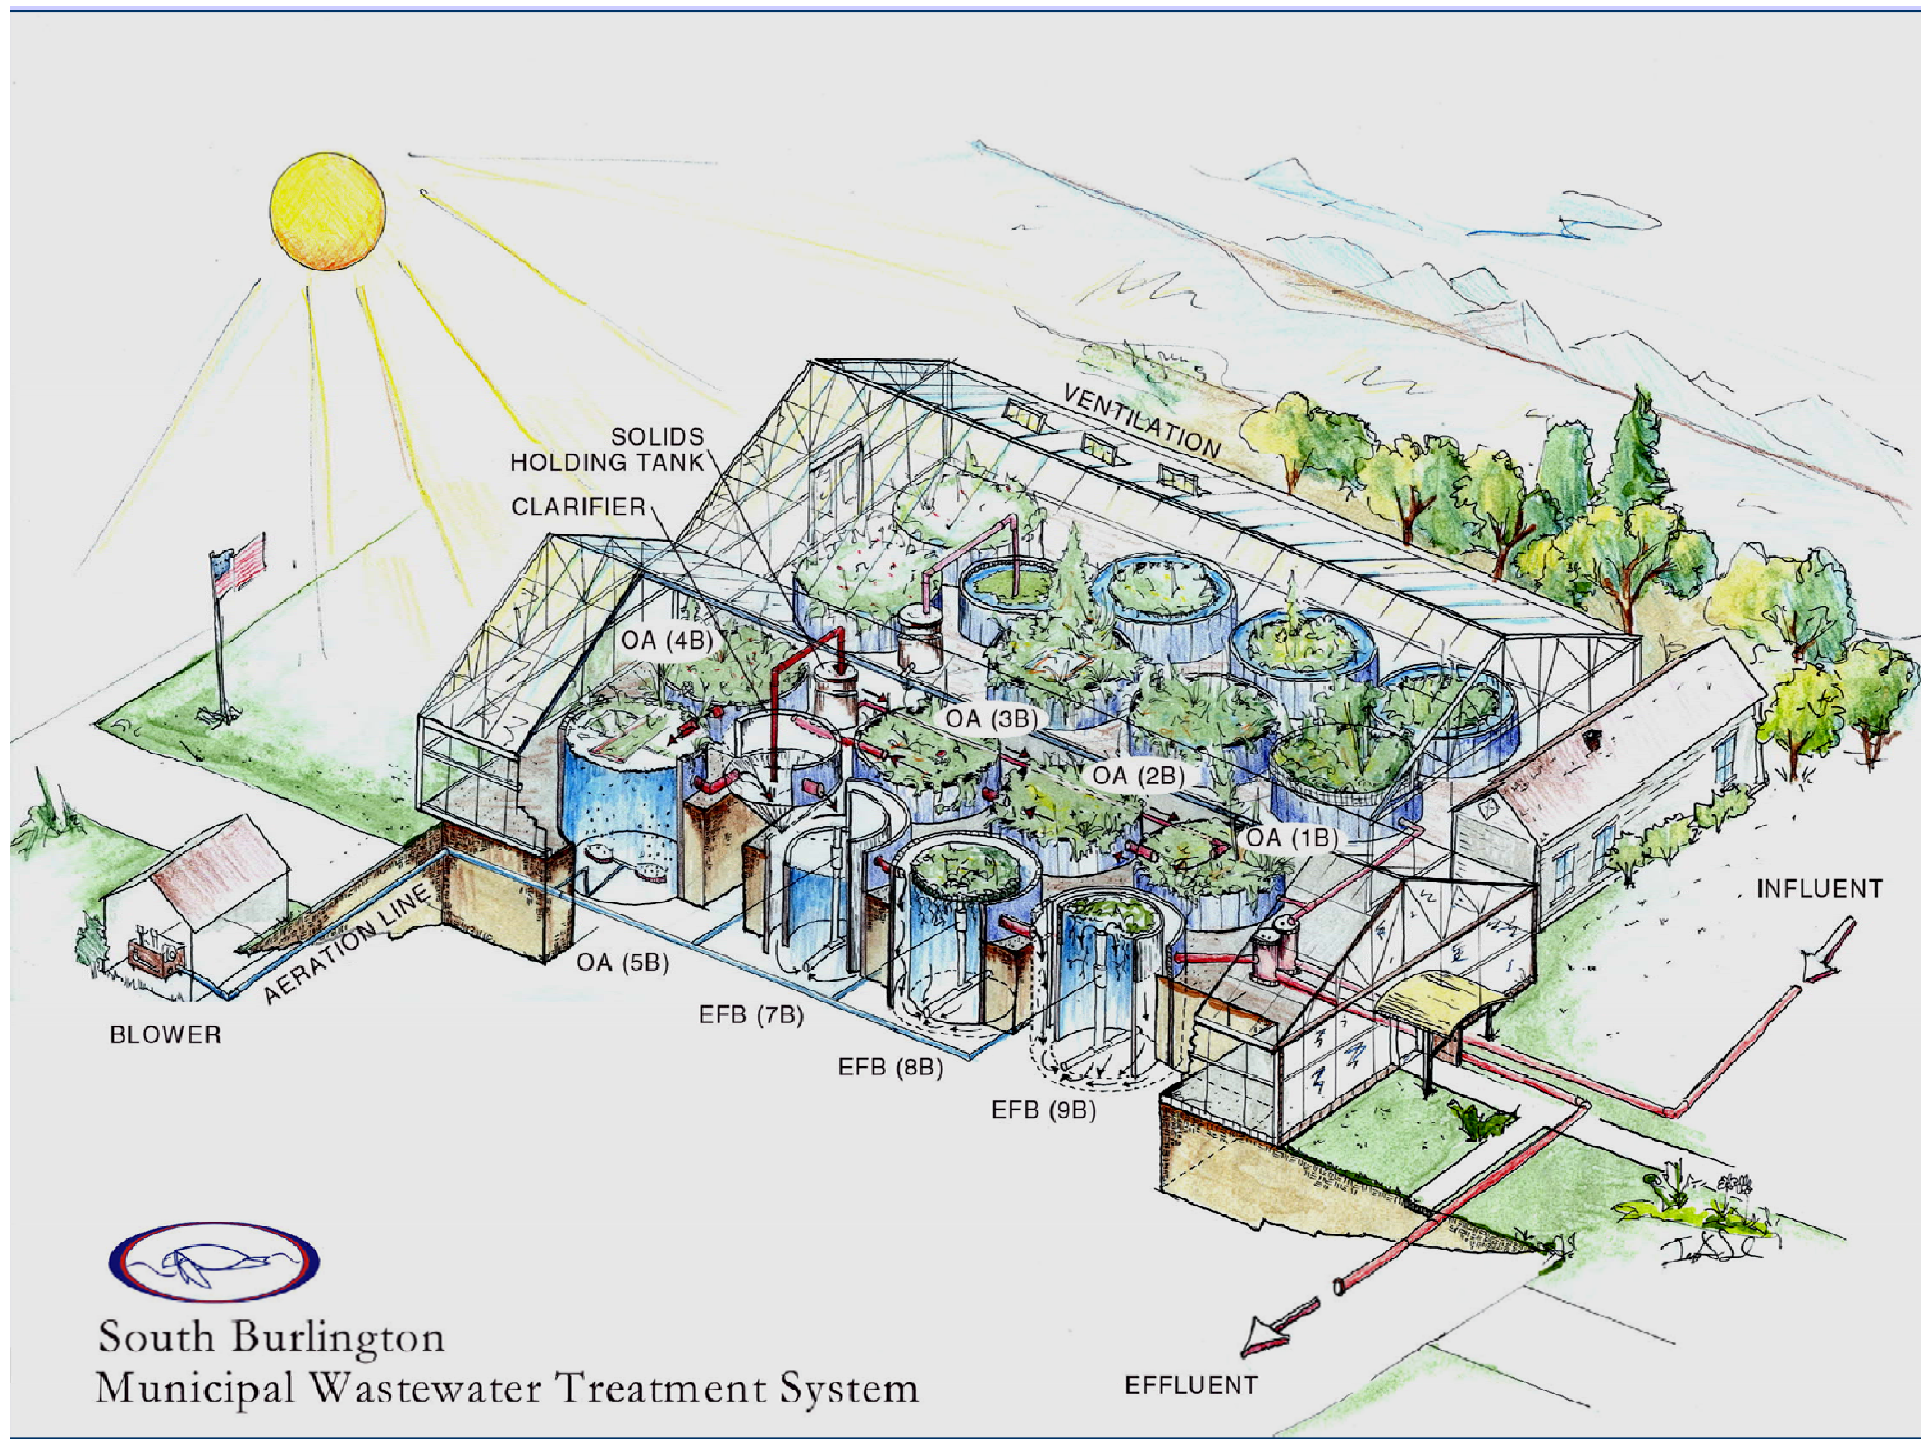 VENTILATION
SOLIDS
HOLDING TANK
CLARIFIER
OA (4B)
OA (3B)
OA (2B)
OA (1B)
INFLUENT
AERATION LINE
OA (5B)
EFB (7B)
BLOWER
EFB (8B)
EFB (9B)
South Burlington
Municipal Wastewater Treatment System
EFFLUENT